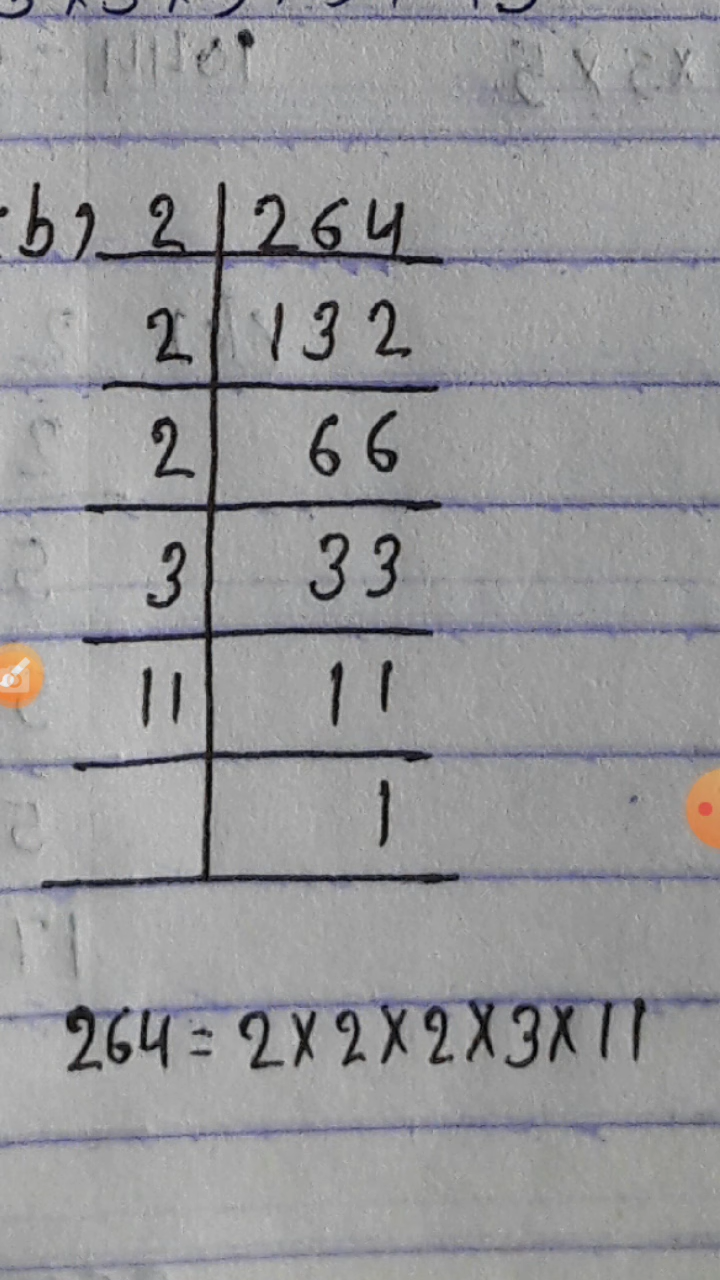 b) 2 | 264
2 | 132
2 | 66
3 | 33
11 | 11
1
264 = 2×2×2×3×11